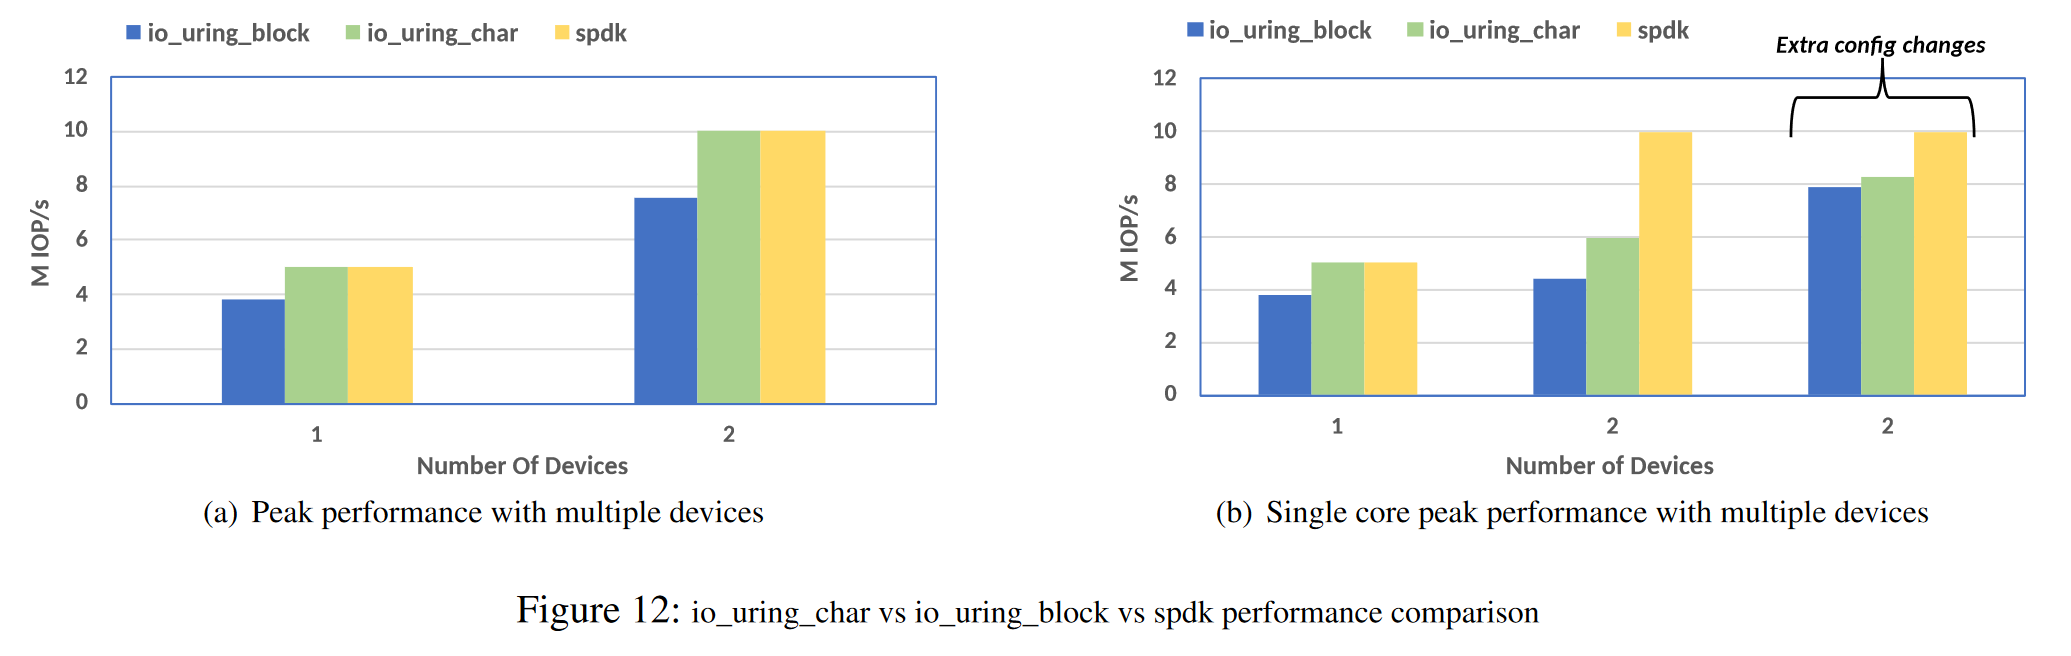 io_uring_block io_uring_char spdk
12
10
8
6
4
2
0
M IOP/s
1 2
Number Of Devices
(a) Peak performance with multiple devices
io_uring_block io_uring_char spdk
Extra config changes
12
10
8
6
4
2
0
M IOP/s
1 2 2
Number of Devices
(b) Single core peak performance with multiple devices
Figure 12: io_uring_char vs io_uring_block vs spdk performance comparison